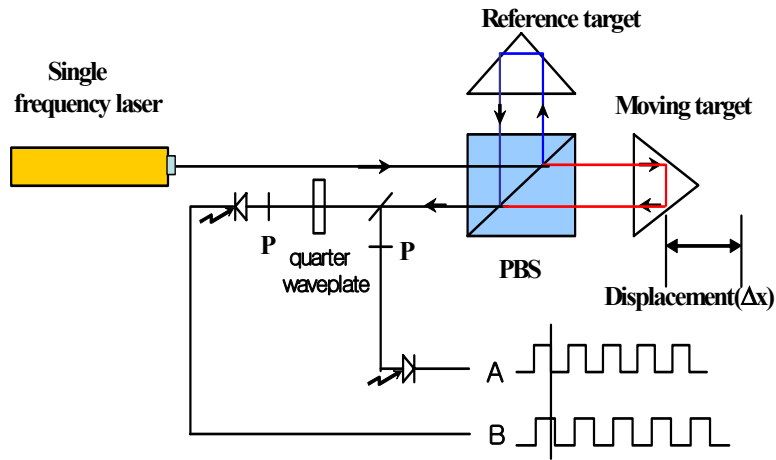 Reference target
Single
frequency laser
Moving target
P
quarter
waveplate
P
PBS
Displacement(Δx)
A
B